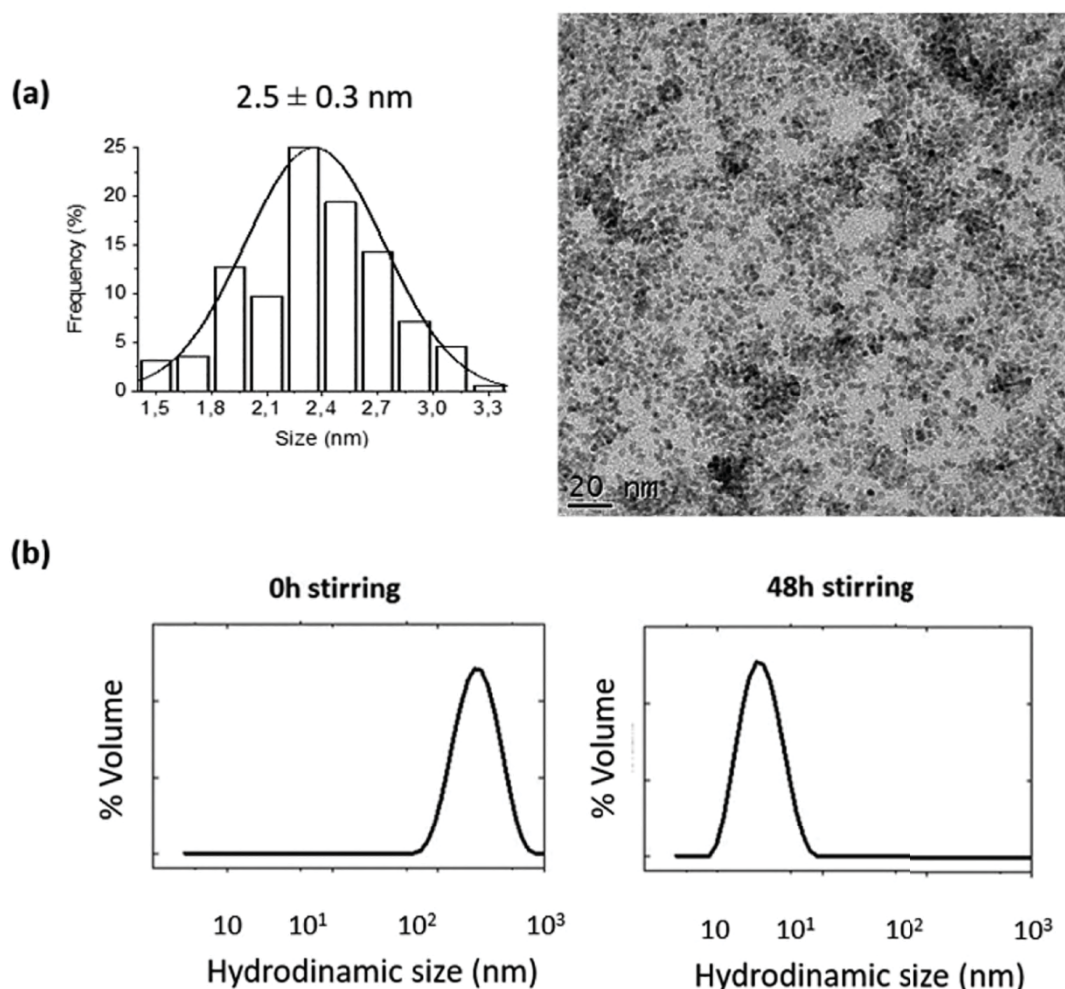 (a)
2.5 ± 0.3 nm
25
20
15
10
5
0
Frequency (%)
1,5 1,8 2,1 2,4 2,7 3,0 3,3
Size (nm)
20 nm
(b)
0h stirring
% Volume
10 10¹ 10² 10³
Hydrodinamic size (nm)
48h stirring
% Volume
10 10¹ 10² 10³
Hydrodinamic size (nm)